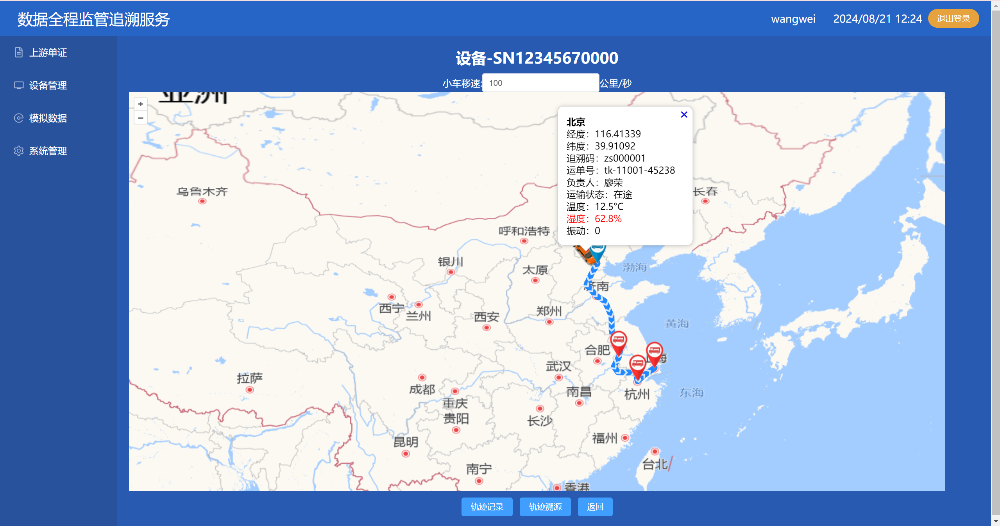 数据全程监管追溯服务
wangwei 2024/08/21 12:24 退出登录
上游单证
设备管理
模拟数据
系统管理
设备-SN12345670000
小车移速: 100 公里/秒
+
−
亚洲
北京
经度：116.41339
纬度：39.91092
追溯码：zs000001
运单号：tk-11001-45238
负责人：廖荣
运输状态：在途
温度：12.5°C
湿度：62.8%
振动：0
乌鲁木齐
长春
呼和浩特
银川
太原
渤海
济南
西宁
兰州
西安
郑州
黄海
合肥
上海
武汉
拉萨
成都
南昌
杭州
东海
重庆
贵阳
长沙
昆明
福州
台北
南宁
香港
轨迹记录 轨迹溯源 返回